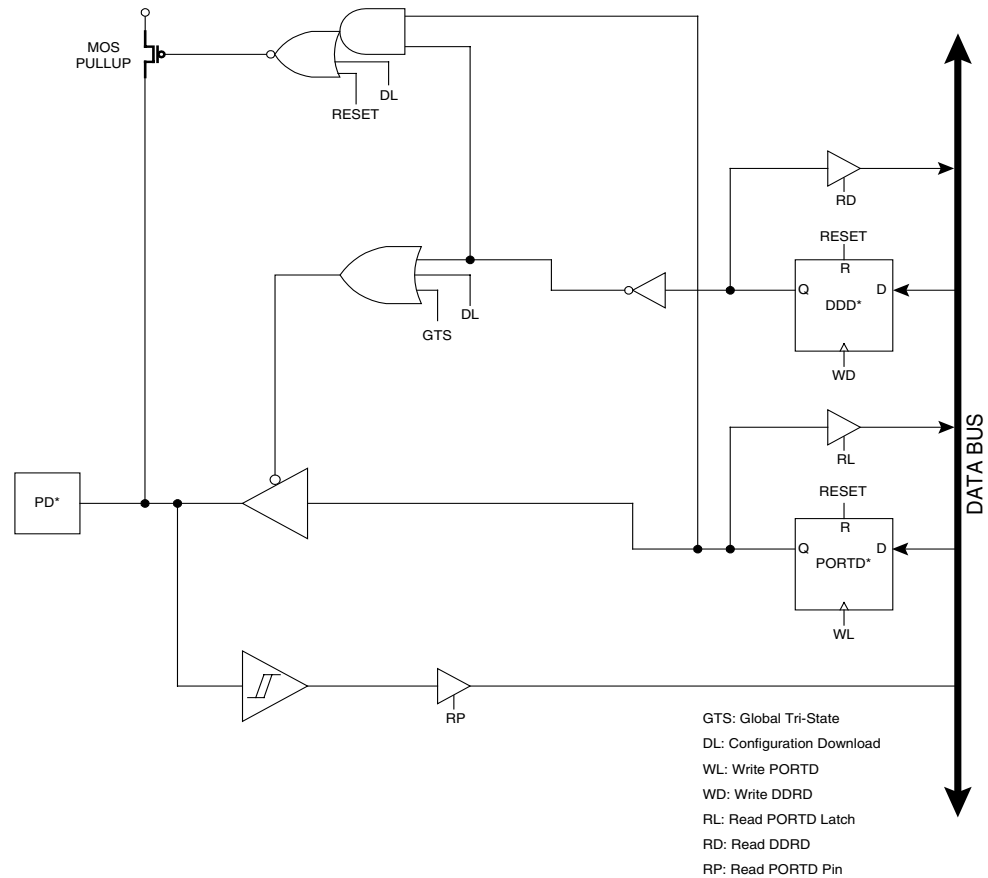 MOS
PULLUP
DL
RESET
RD
RESET
R
Q
D
DDD*
DL
GTS
WD
RL
DATA BUS
RESET
R
PD*
Q
D
PORTD*
WL
RP
GTS: Global Tri-State
DL: Configuration Download
WL: Write PORTD
WD: Write DDRD
RL: Read PORTD Latch
RD: Read DDRD
RP: Read PORTD Pin